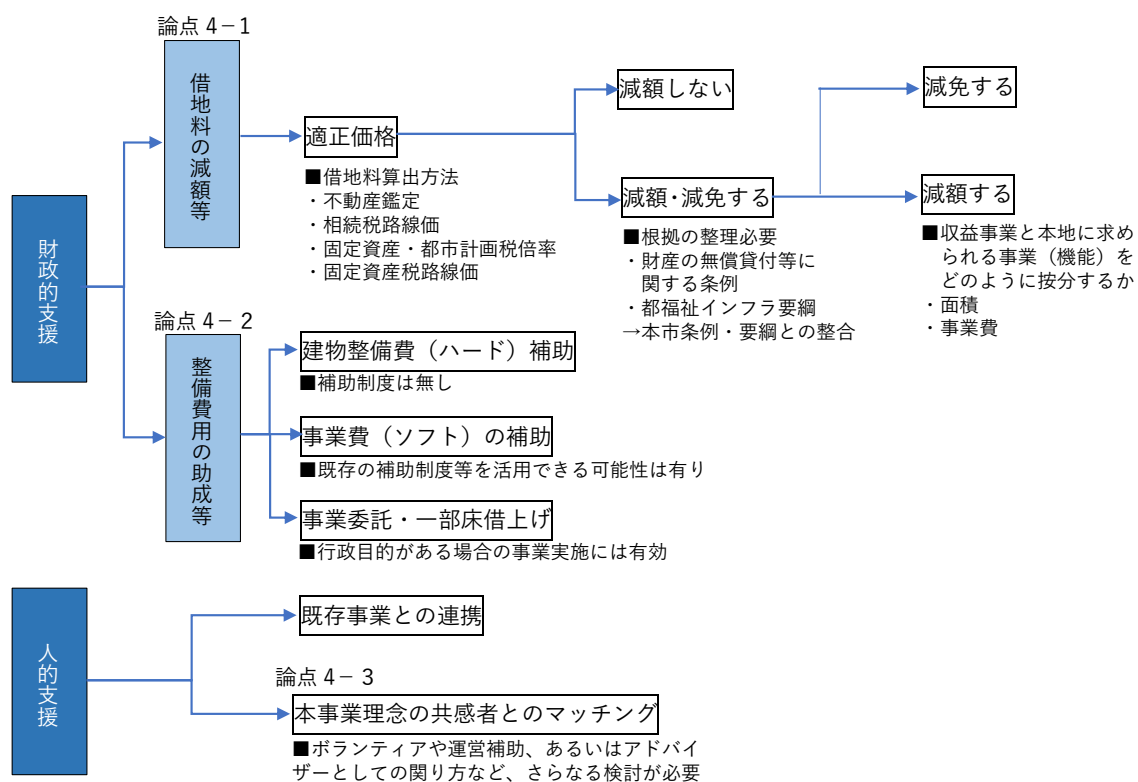 財政的支援
論点 4－1
借地料の減額等
適正価格
■借地料算出方法
・不動産鑑定
・相続税路線価
・固定資産・都市計画税倍率
・固定資産税路線価
減額しない
減額・減免する
■根拠の整理必要
・財産の無償貸付等に
関する条例
・都福祉インフラ要綱
→本市条例・要綱との整合
減免する
減額する
■収益事業と本地に求め
られる事業（機能）を
どのように按分するか
・面積
・事業費
論点 4－2
整備費用の助成等
建物整備費（ハード）補助
■補助制度は無し
事業費（ソフト）の補助
■既存の補助制度等を活用できる可能性は有り
事業委託・一部床借上げ
■行政目的がある場合の事業実施には有効
人的支援
既存事業との連携
論点 4－3
本事業理念の共感者とのマッチング
■ボランティアや運営補助、あるいはアドバイ
ザーとしての関り方など、さらなる検討が必要